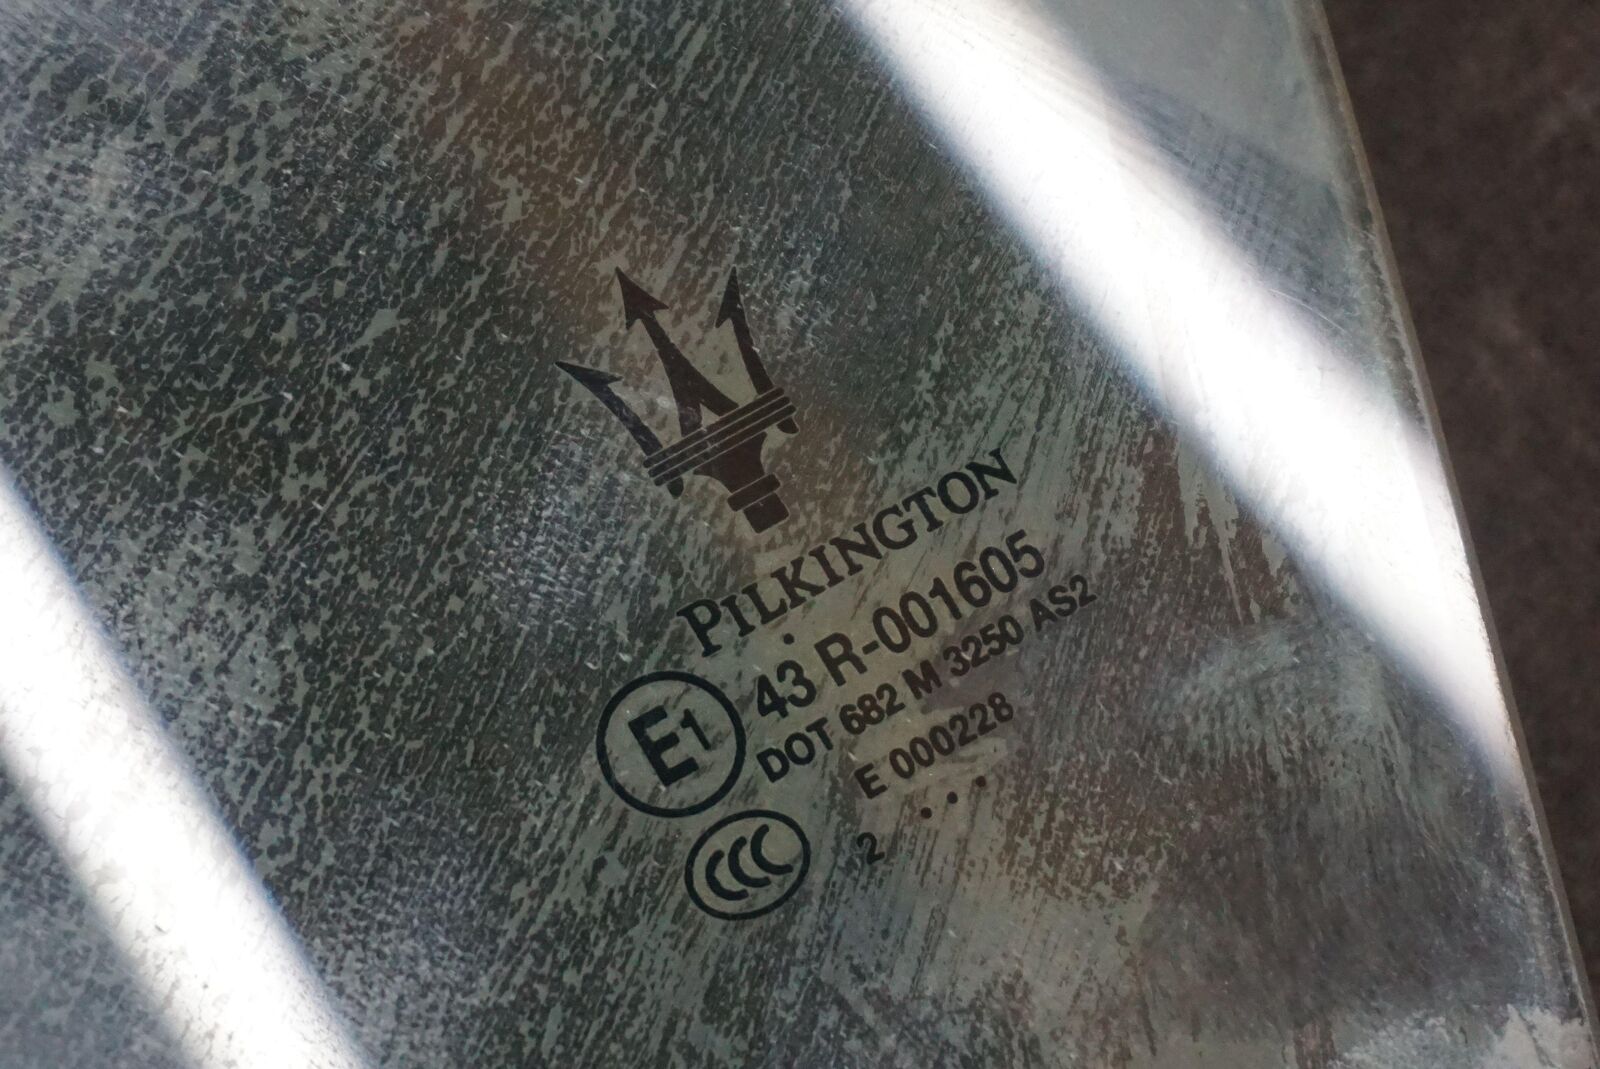 PILKINGTON
E1 43 R-001605
DOT 682 M 3250 AS2
E 000228
CCC 2 ...